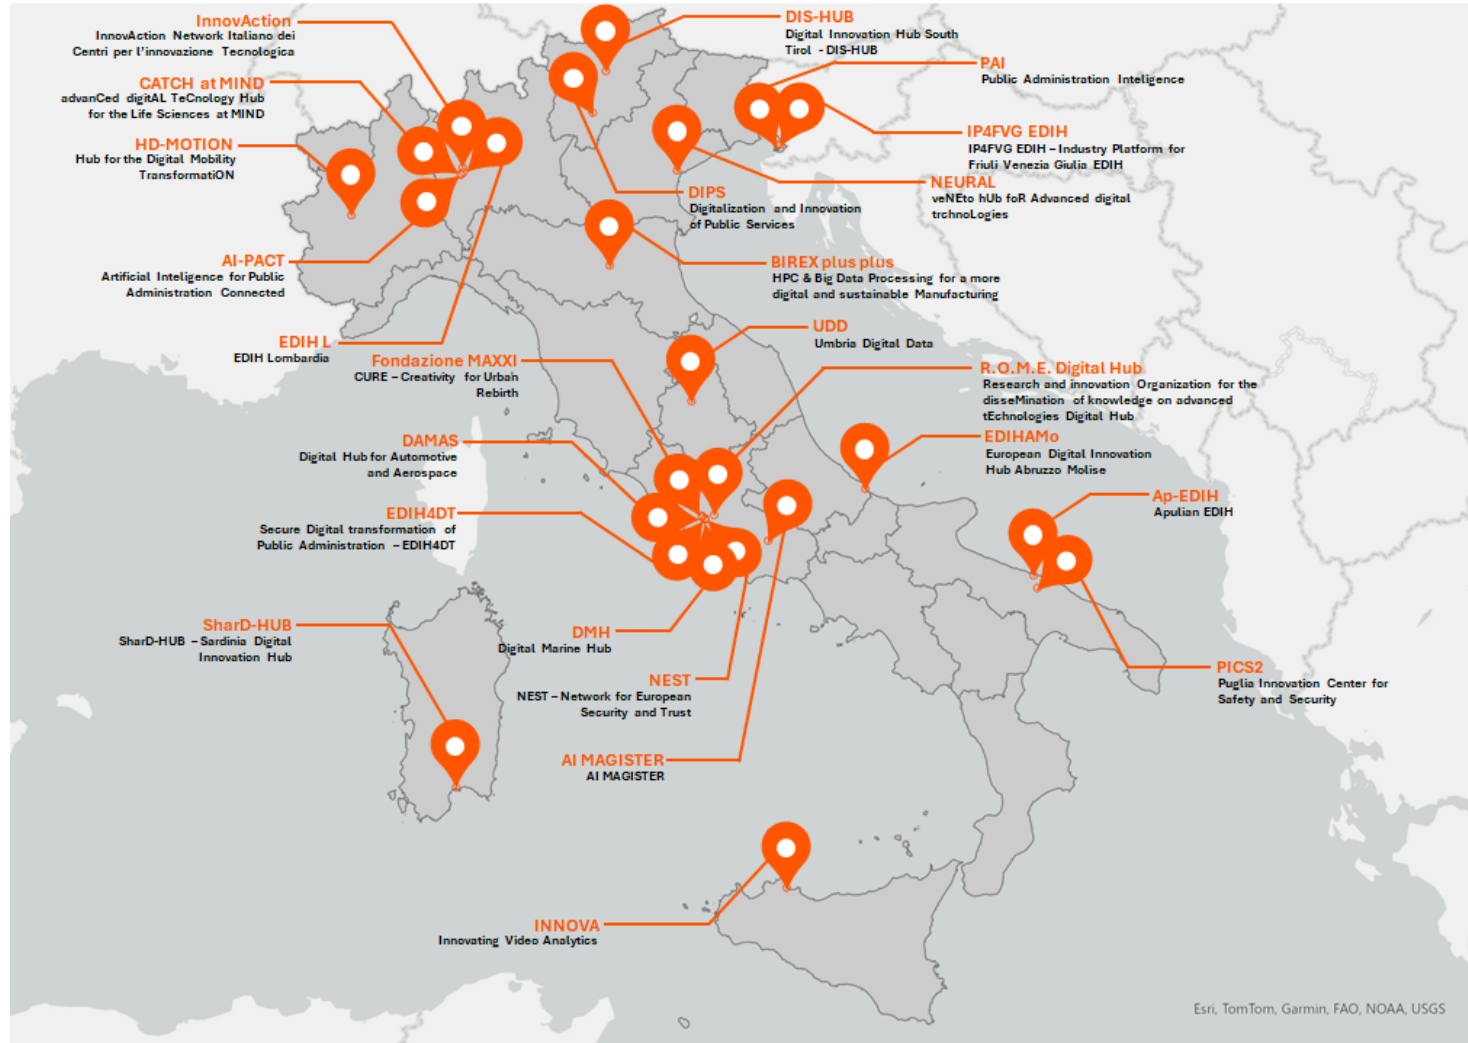 InnovAction
InnovAction Network Italiano dei
Centri per l'innovazione Tecnologica
CATCH at MIND
advanCed digitAL TeCnology Hub
for the Life Sciences at MIND
HD-MOTION
Hub for the Digital Mobility
TransformatiON
AI-PACT
Artificial Inteligence for Public
Administration Connected
EDIH L
EDIH Lombardia
Fondazione MAXXI
CURE – Creativity for Urban
Rebirth
DAMAS
Digital Hub for Automotive
and Aerospace
EDIH4DT
Secure Digital transformation of
Public Administration – EDIH4DT
SharD-HUB
SharD-HUB – Sardinia Digital
Innovation Hub
DMH
Digital Marine Hub
NEST
NEST – Network for European
Security and Trust
AI MAGISTER
AI MAGISTER
INNOVA
Innovating Video Analytics
DIS-HUB
Digital Innovation Hub South
Tirol - DIS-HUB
PAI
Public Administration Inteligence
IP4FVG EDIH
IP4FVG EDIH – Industry Platform for
Friuli Venezia Giulia EDIH
NEURAL
veNEto hUb foR Advanced digital
trchnoLogies
DIPS
Digitalization and Innovation
of Public Services
BIREX plus plus
HPC & Big Data Processing for a more
digital and sustainable Manufacturing
UDD
Umbria Digital Data
R.O.M.E. Digital Hub
Research and innovation Organization for the
disseMination of knowledge on advanced
tEchnologies Digital Hub
EDIHAMo
European Digital Innovation
Hub Abruzzo Molise
Ap-EDIH
Apulian EDIH
PICS2
Puglia Innovation Center for
Safety and Security
Esri, TomTom, Garmin, FAO, NOAA, USGS